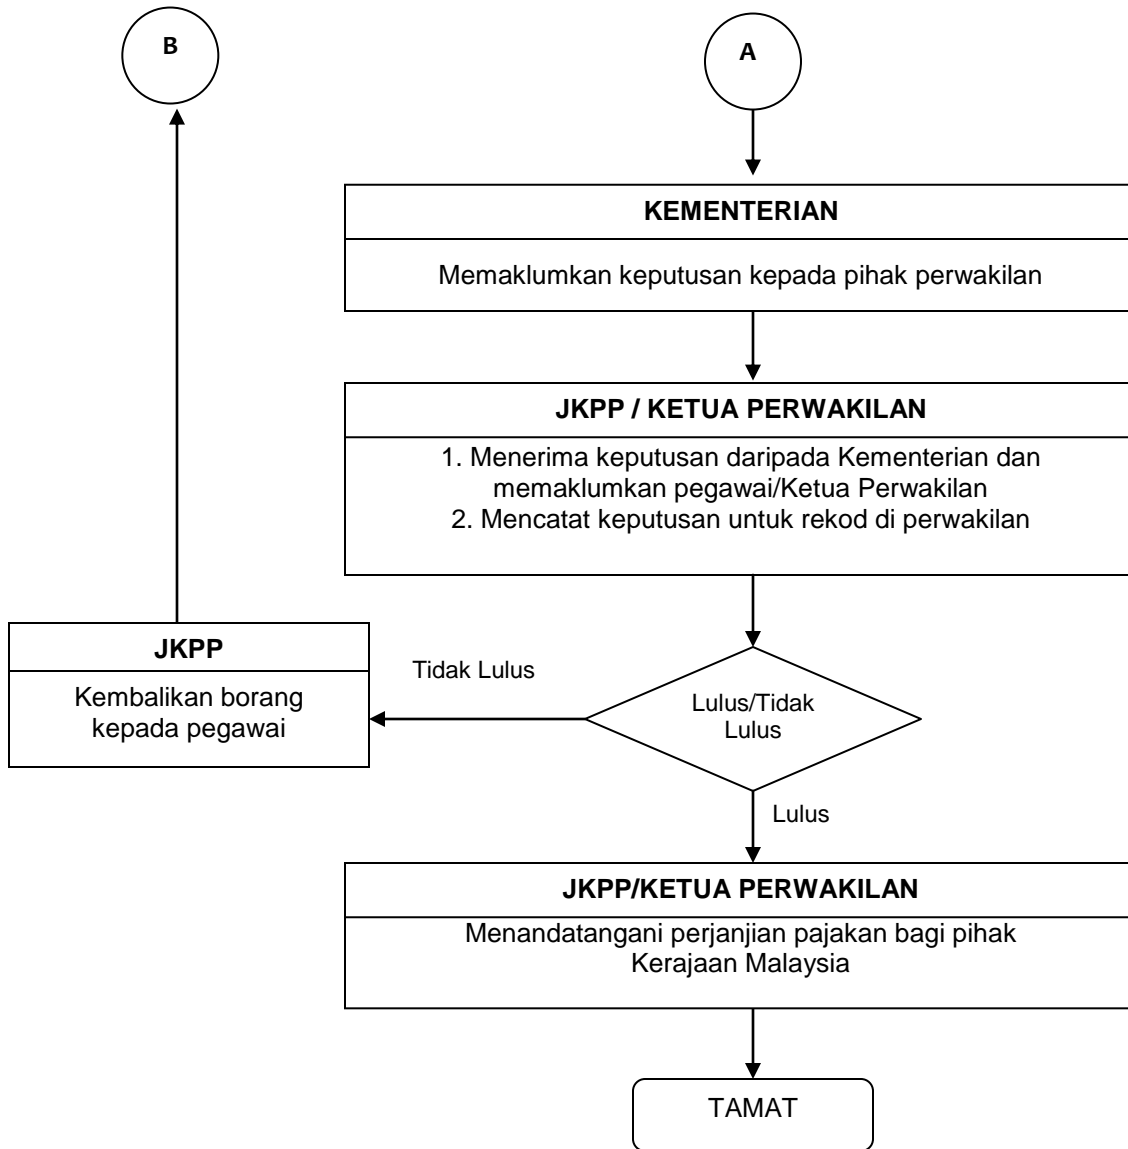 B
A
KEMENTERIAN
Memaklumkan keputusan kepada pihak perwakilan
JKPP / KETUA PERWAKILAN
1. Menerima keputusan daripada Kementerian dan
memaklumkan pegawai/Ketua Perwakilan
2. Mencatat keputusan untuk rekod di perwakilan
JKPP
Kembalikan borang
kepada pegawai
Tidak Lulus
Lulus/Tidak
Lulus
Lulus
JKPP/KETUA PERWAKILAN
Menandatangani perjanjian pajakan bagi pihak
Kerajaan Malaysia
TAMAT